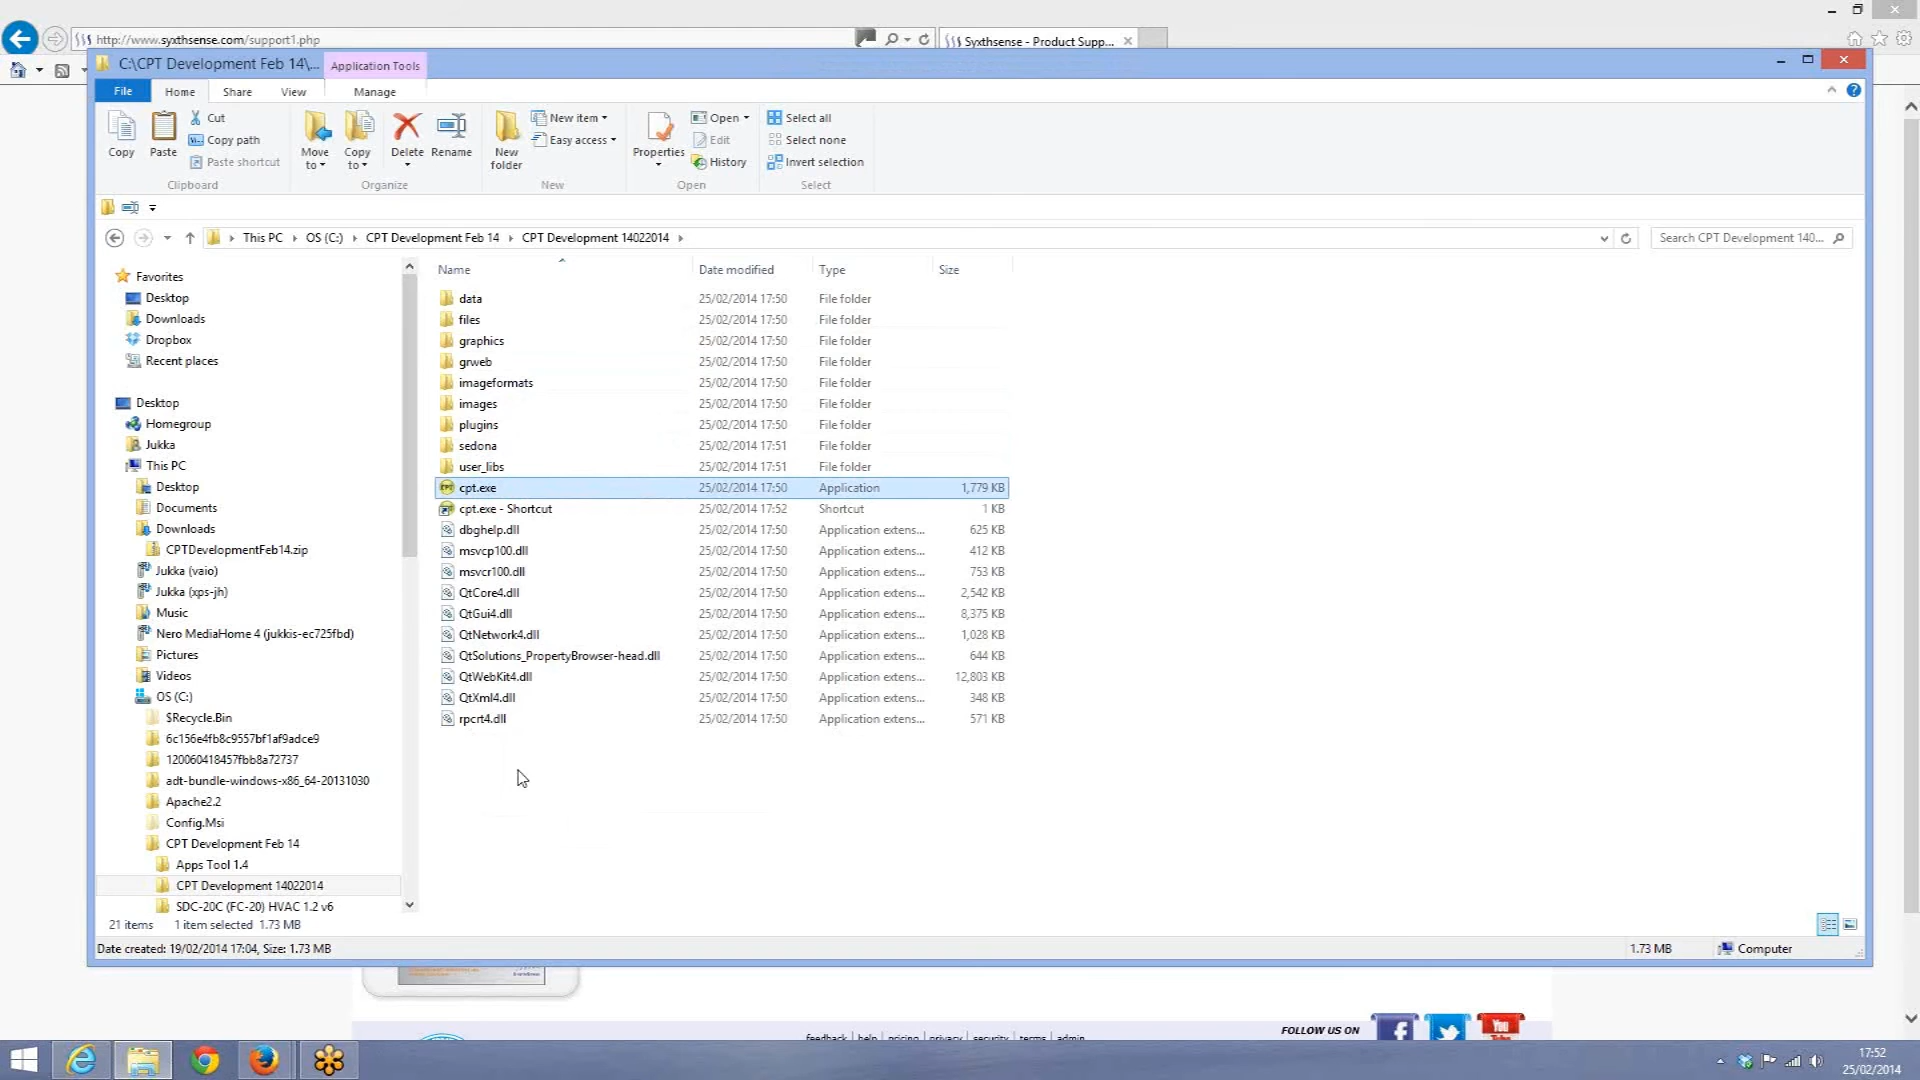 http://www.syxthsense.com/support1.php
Syxthsense - Product Supp...
C:\CPT Development Feb 14\...
Application Tools
File
Home
Share
View
Manage
Copy
Paste
Cut
Copy path
Paste shortcut
Clipboard
Move to
Copy to
Delete
Rename
Organize
New folder
New item
Easy access
New
Properties
Open
Edit
History
Open
Select all
Select none
Invert selection
Select
This PC
OS (C:)
CPT Development Feb 14
CPT Development 14022014
Search CPT Development 140...
Favorites
Desktop
Downloads
Dropbox
Recent places
Desktop
Homegroup
Jukka
This PC
Desktop
Documents
Downloads
CPTDevelopmentFeb14.zip
Jukka (vaio)
Jukka (xps-jh)
Music
Nero MediaHome 4 (jukkis-ec725fbd)
Pictures
Videos
OS (C:)
$Recycle.Bin
6c156e4fb8c9557bf1af9adce9
120060418457fbb8a72737
adt-bundle-windows-x86_64-20131030
Apache2.2
Config.Msi
CPT Development Feb 14
Apps Tool 1.4
CPT Development 14022014
SDC-20C (FC-20) HVAC 1.2 v6
Name Date modified Type Size
data 25/02/2014 17:50 File folder
files 25/02/2014 17:50 File folder
graphics 25/02/2014 17:50 File folder
grweb 25/02/2014 17:50 File folder
imageformats 25/02/2014 17:50 File folder
images 25/02/2014 17:50 File folder
plugins 25/02/2014 17:50 File folder
sedona 25/02/2014 17:51 File folder
user_libs 25/02/2014 17:51 File folder
cpt.exe 25/02/2014 17:50 Application 1,779 KB
cpt.exe - Shortcut 25/02/2014 17:52 Shortcut 1 KB
dbghelp.dll 25/02/2014 17:50 Application extens... 625 KB
msvcp100.dll 25/02/2014 17:50 Application extens... 412 KB
msvcr100.dll 25/02/2014 17:50 Application extens... 753 KB
QtCore4.dll 25/02/2014 17:50 Application extens... 2,542 KB
QtGui4.dll 25/02/2014 17:50 Application extens... 8,375 KB
QtNetwork4.dll 25/02/2014 17:50 Application extens... 1,028 KB
QtSolutions_PropertyBrowser-head.dll 25/02/2014 17:50 Application extens... 644 KB
QtWebKit4.dll 25/02/2014 17:50 Application extens... 12,803 KB
QtXml4.dll 25/02/2014 17:50 Application extens... 348 KB
rpcrt4.dll 25/02/2014 17:50 Application extens... 571 KB
21 items 1 item selected 1.73 MB
Date created: 19/02/2014 17:04, Size: 1.73 MB
1.73 MB
Computer
FOLLOW US ON
You
feedback | help | pricing | privacy | security | terms | admin
17:52
25/02/2014